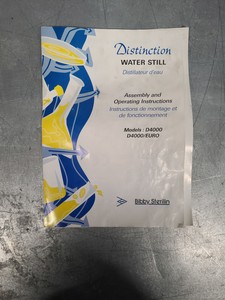 Distinction
WATER STILL
Distillateur d'eau
Assembly and
Operating Instructions
Instructions de montage et
de fonctionnement
Models : D4000
D4000/EURO
Bibby Sterilin